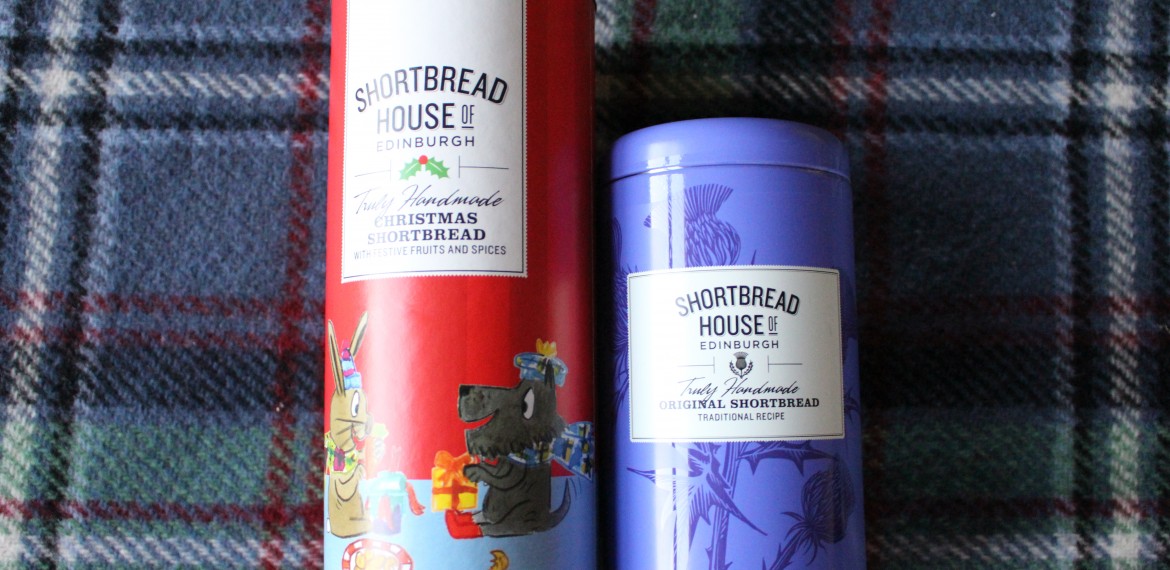 SHORTBREAD
HOUSE OF
EDINBURGH
Truly Handmade
CHRISTMAS
SHORTBREAD
WITH FESTIVE FRUITS AND SPICES
SHORTBREAD
HOUSE OF
EDINBURGH
Truly Handmade
ORIGINAL SHORTBREAD
TRADITIONAL RECIPE